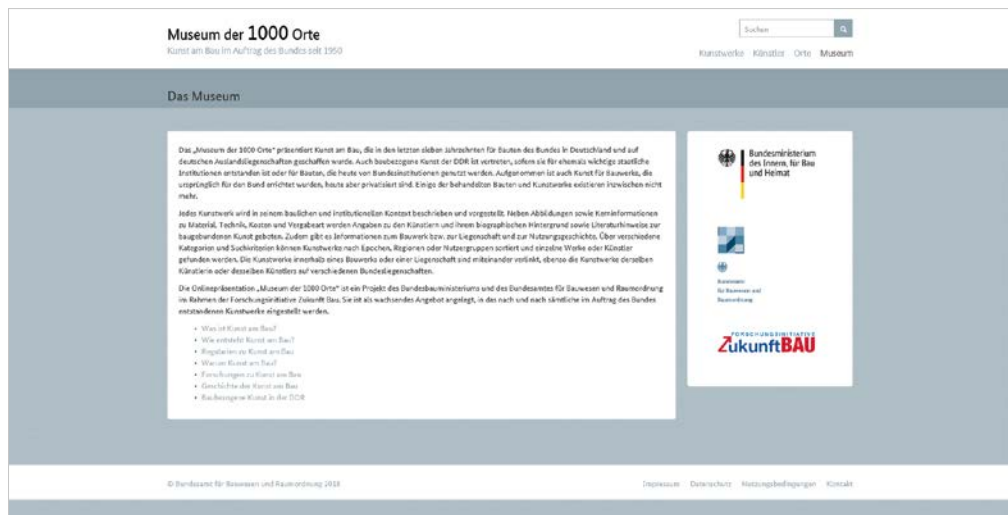 Museum der 1000 Orte
Kunst am Bau im Auftrag des Bundes seit 1950
Suchen
Kunstwerke Künstler Orte Museum
Das Museum
Das „Museum der 1000 Orte“ präsentiert Kunst am Bau, die in den letzten sieben Jahrzehnten für Bauten des Bundes in Deutschland und auf
deutschen Auslandsliegenschaften geschaffen wurde. Auch baubezogene Kunst der DDR ist vertreten, sofern sie für ehemals wichtige staatliche
Institutionen entstanden ist oder für Bauten, die heute von Bundesinstitutionen genutzt werden. Aufgenommen ist auch Kunst für Bauwerke, die
ursprünglich für den Bund errichtet wurden, heute aber privatisiert sind. Einige der behandelten Bauten und Kunstwerke existieren inzwischen nicht
mehr.
Jedes Kunstwerk wird in seinem baulichen und institutionellen Kontext beschrieben und vorgestellt. Neben Abbildungen sowie Kerninformationen
zu Material, Technik, Kosten und Vergabeart werden Angaben zu den Künstlern und ihrem biographischen Hintergrund sowie Literaturhinweise zur
baugebundenen Kunst geboten. Zudem gibt es Informationen zum Bauwerk bzw. zur Liegenschaft und zur Nutzungsgeschichte. Über verschiedene
Kategorien und Suchkriterien können Kunstwerke nach Epochen, Regionen oder Nutzergruppen sortiert und einzelne Werke oder Künstler
gefunden werden. Die Kunstwerke innerhalb eines Bauwerks oder einer Liegenschaft sind miteinander verlinkt, ebenso die Kunstwerke derselben
Künstlerin oder desselben Künstlers auf verschiedenen Bundesliegenschaften.
Die Onlinepräsentation „Museum der 1000 Orte“ ist ein Projekt des Bundesbauministeriums und des Bundesamtes für Bauwesen und Raumordnung
im Rahmen der Forschungsinitiative Zukunft Bau. Sie ist als wachsendes Angebot angelegt, in das nach und nach sämtliche im Auftrag des Bundes
entstandenen Kunstwerke eingestellt werden.
• Was ist Kunst am Bau?
• Wie entsteht Kunst am Bau?
• Regularien zu Kunst am Bau
• Warum Kunst am Bau?
• Forschungen zu Kunst am Bau
• Geschichte der Kunst am Bau
• Baubezogene Kunst in der DDR
Bundesministerium
des Innern, für Bau
und Heimat
Bundesamt
für Bauwesen und
Raumordnung
FORSCHUNGSINITIATIVE
ZukunftBAU
© Bundesamt für Bauwesen und Raumordnung 2018
Impressum Datenschutz Nutzungsbedingungen Kontakt